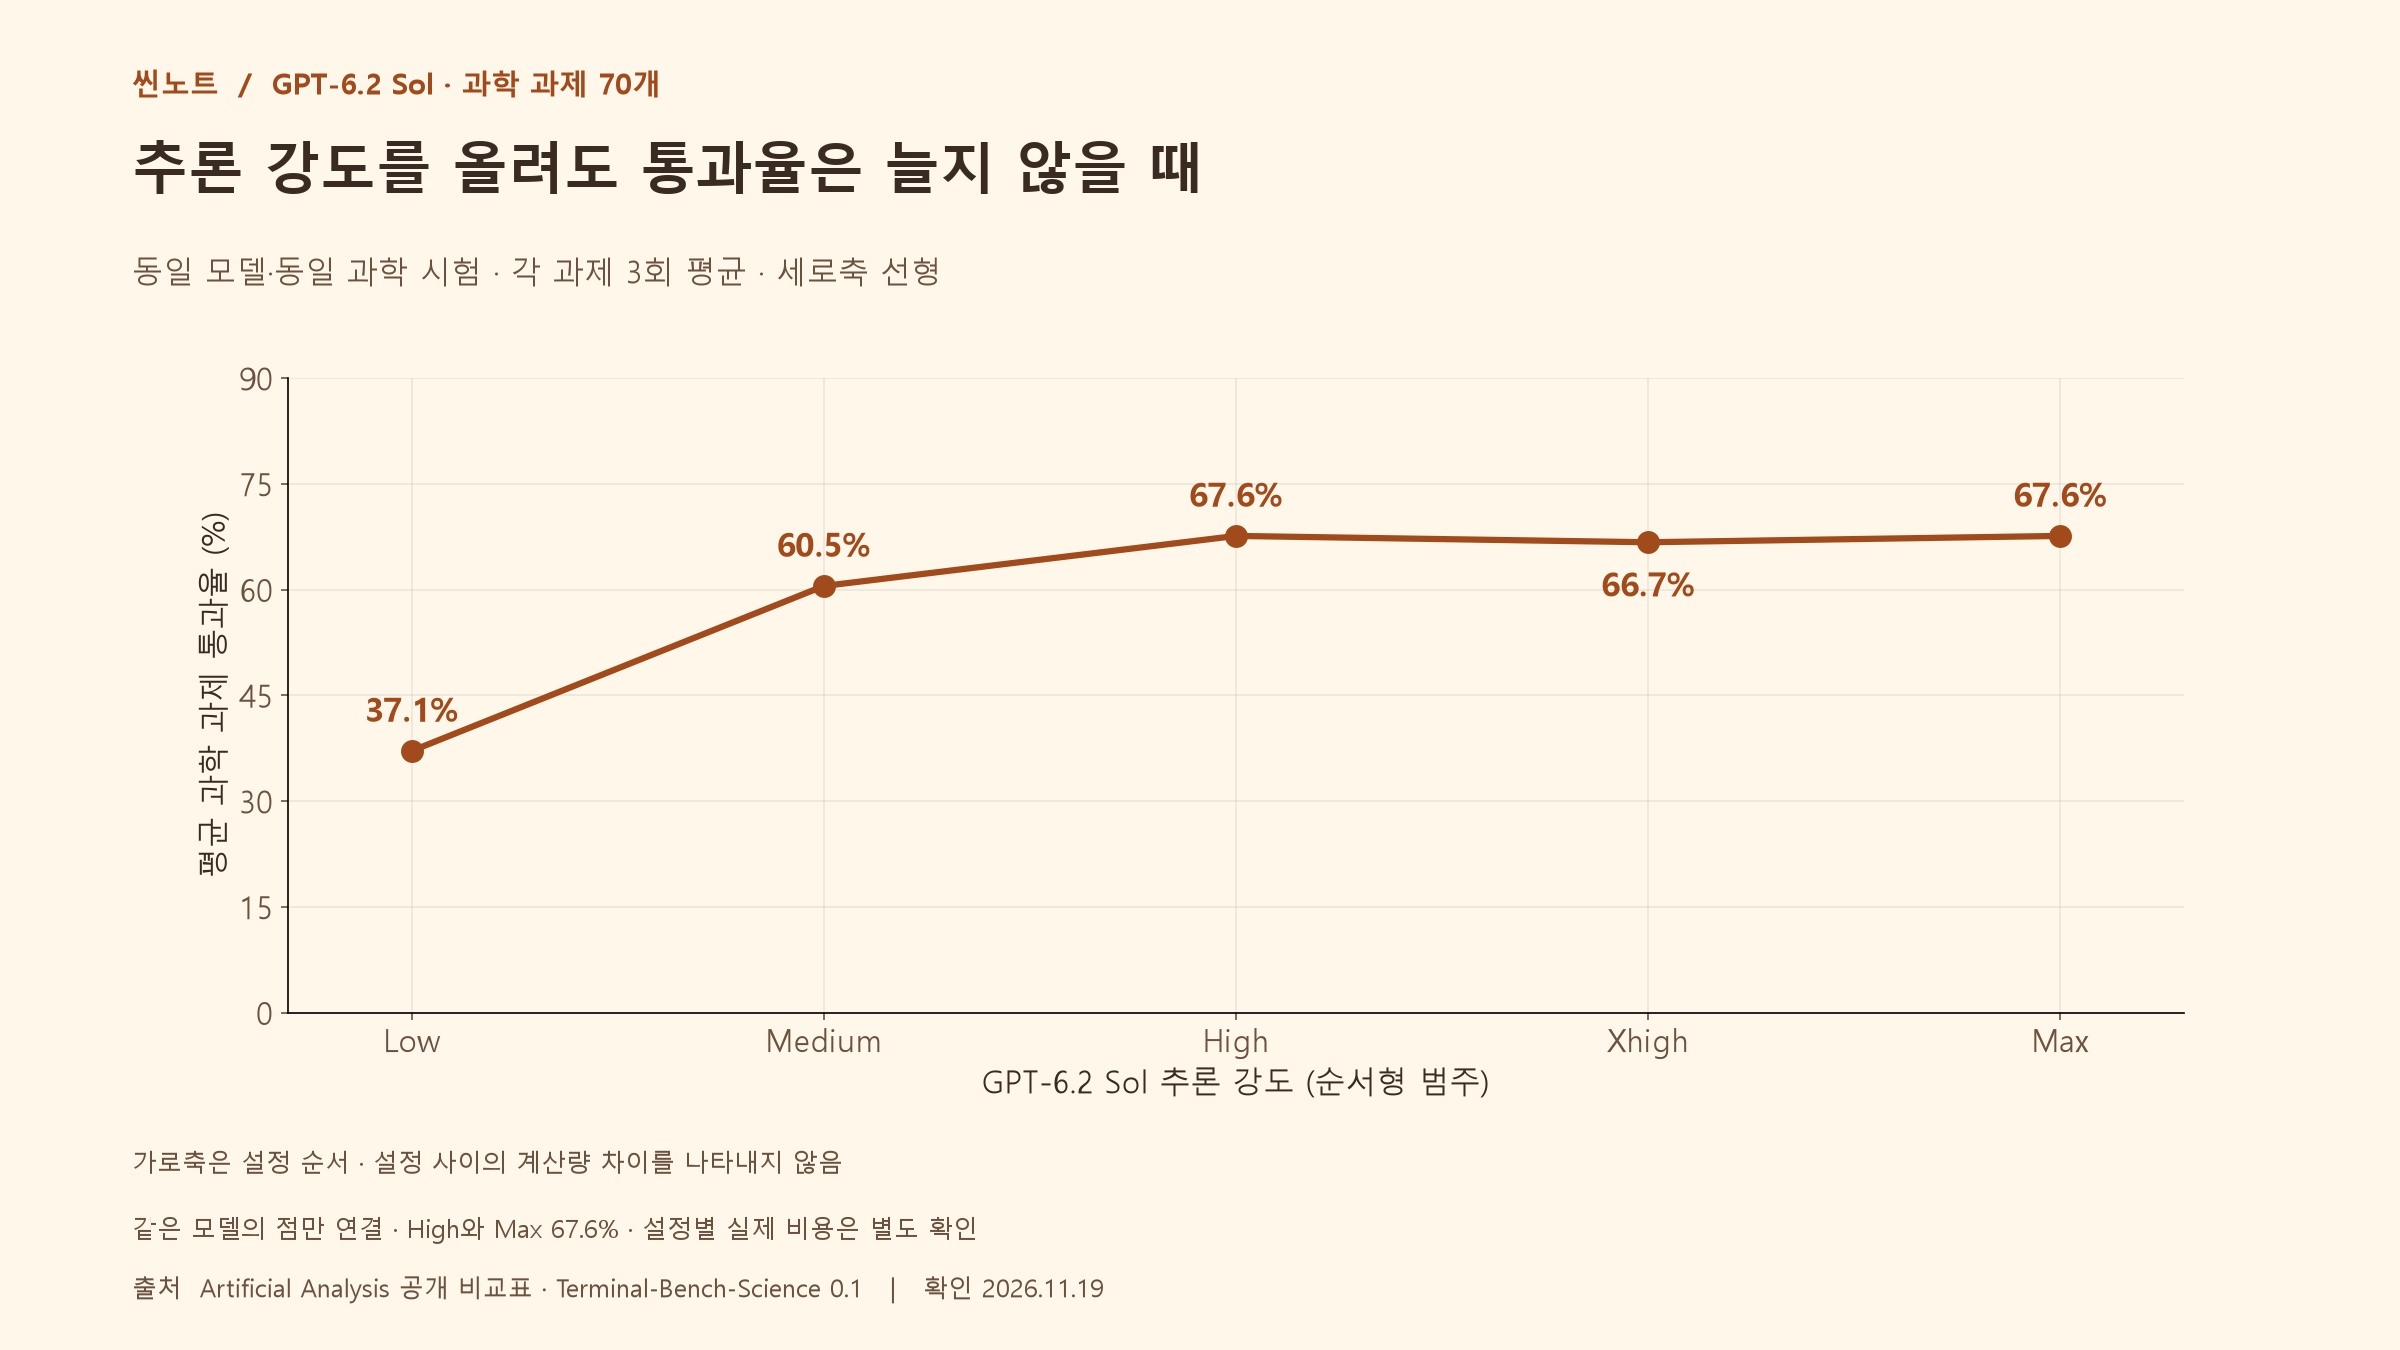 씬노트 / GPT-6.2 Sol · 과학 과제 70개
추론 강도를 올려도 통과율은 늘지 않을 때
동일 모델·동일 과학 시험 · 각 과제 3회 평균 · 세로축 선형
평균 과학 과제 통과율 (%)
90
75
60
45
30
15
0
37.1%
60.5%
67.6%
66.7%
67.6%
Low
Medium
High
Xhigh
Max
GPT-6.2 Sol 추론 강도 (순서형 범주)
가로축은 설정 순서 · 설정 사이의 계산량 차이를 나타내지 않음
같은 모델의 점만 연결 · High와 Max 67.6% · 설정별 실제 비용은 별도 확인
출처 Artificial Analysis 공개 비교표 · Terminal-Bench-Science 0.1 | 확인 2026.11.19